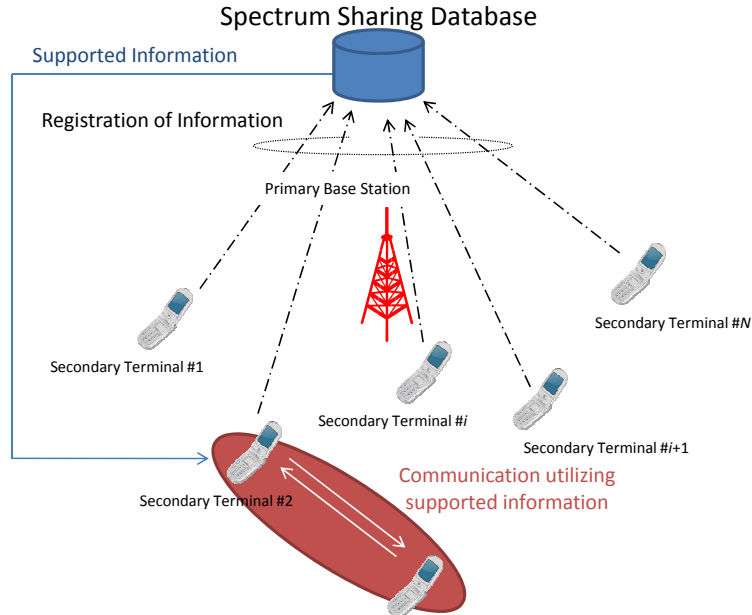 Spectrum Sharing Database
Supported Information
Registration of Information
Primary Base Station
Secondary Terminal #N
Secondary Terminal #1
Secondary Terminal #i
Secondary Terminal #i+1
Communication utilizing
supported information
Secondary Terminal #2